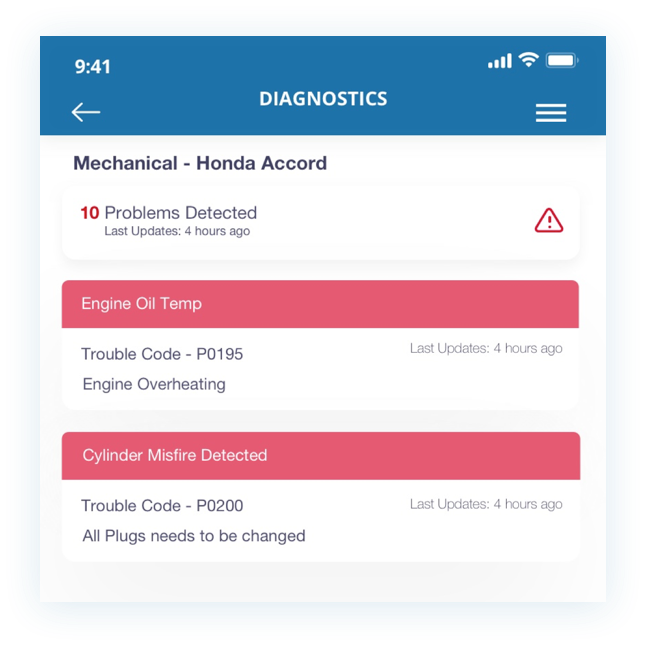 9:41
DIAGNOSTICS
Mechanical - Honda Accord
10 Problems Detected
Last Updates: 4 hours ago
Engine Oil Temp
Trouble Code - P0195
Last Updates: 4 hours ago
Engine Overheating
Cylinder Misfire Detected
Trouble Code - P0200
Last Updates: 4 hours ago
All Plugs needs to be changed